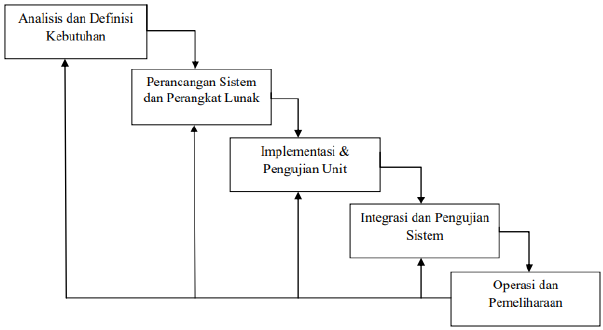 Analisis dan Definisi
Kebutuhan
Perancangan Sistem
dan Perangkat Lunak
Implementasi &
Pengujian Unit
Integrasi dan Pengujian
Sistem
Operasi dan
Pemeliharaan